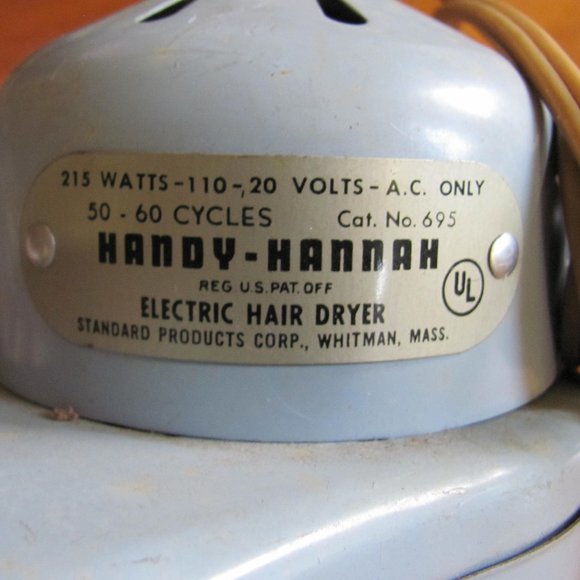 215 WATTS-110-,20 VOLTS-A.C. ONLY
50-60 CYCLES Cat. No. 695
HANDY-HANNAH
REG U.S. PAT. OFF
UL
ELECTRIC HAIR DRYER
STANDARD PRODUCTS CORP., WHITMAN, MASS.